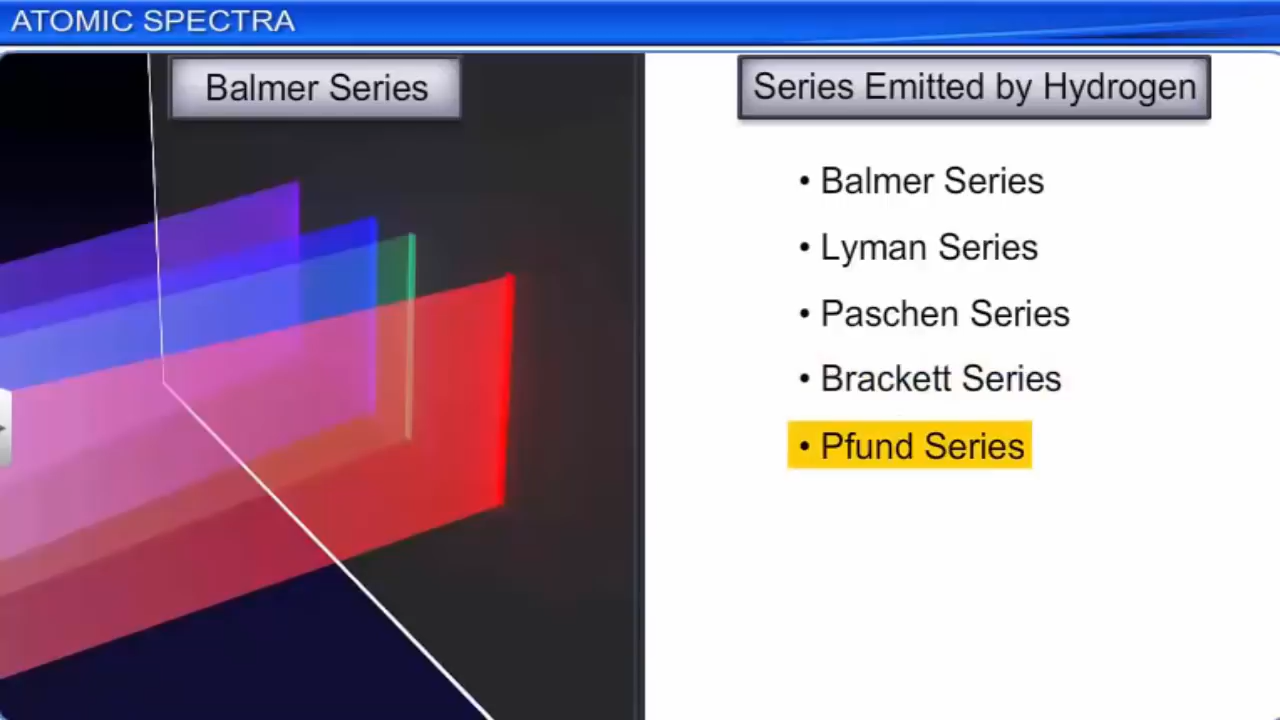 ATOMIC SPECTRA
Balmer Series
Series Emitted by Hydrogen
• Balmer Series
• Lyman Series
• Paschen Series
• Brackett Series
• Pfund Series